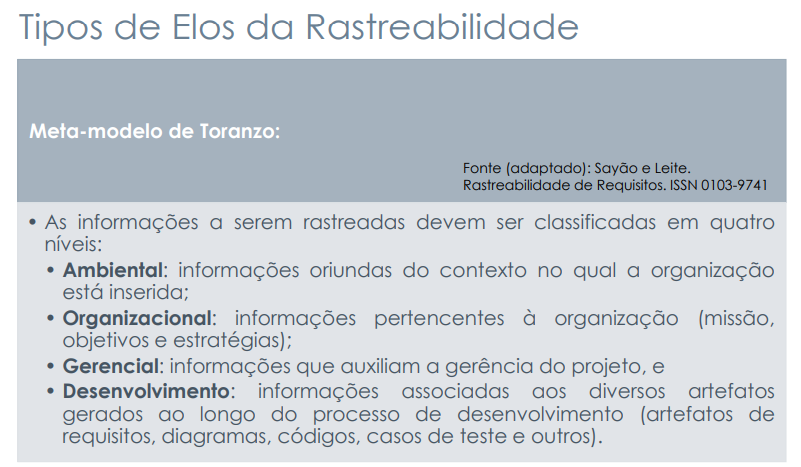 Tipos de Elos da Rastreabilidade
Meta-modelo de Toranzo:
Fonte (adaptado): Sayão e Leite.
Rastreabilidade de Requisitos. ISSN 0103-9741
• As informações a serem rastreadas devem ser classificadas em quatro
níveis:
• Ambiental: informações oriundas do contexto no qual a organização
está inserida;
• Organizacional: informações pertencentes à organização (missão,
objetivos e estratégias);
• Gerencial: informações que auxiliam a gerência do projeto, e
• Desenvolvimento: informações associadas aos diversos artefatos
gerados ao longo do processo de desenvolvimento (artefatos de
requisitos, diagramas, códigos, casos de teste e outros).